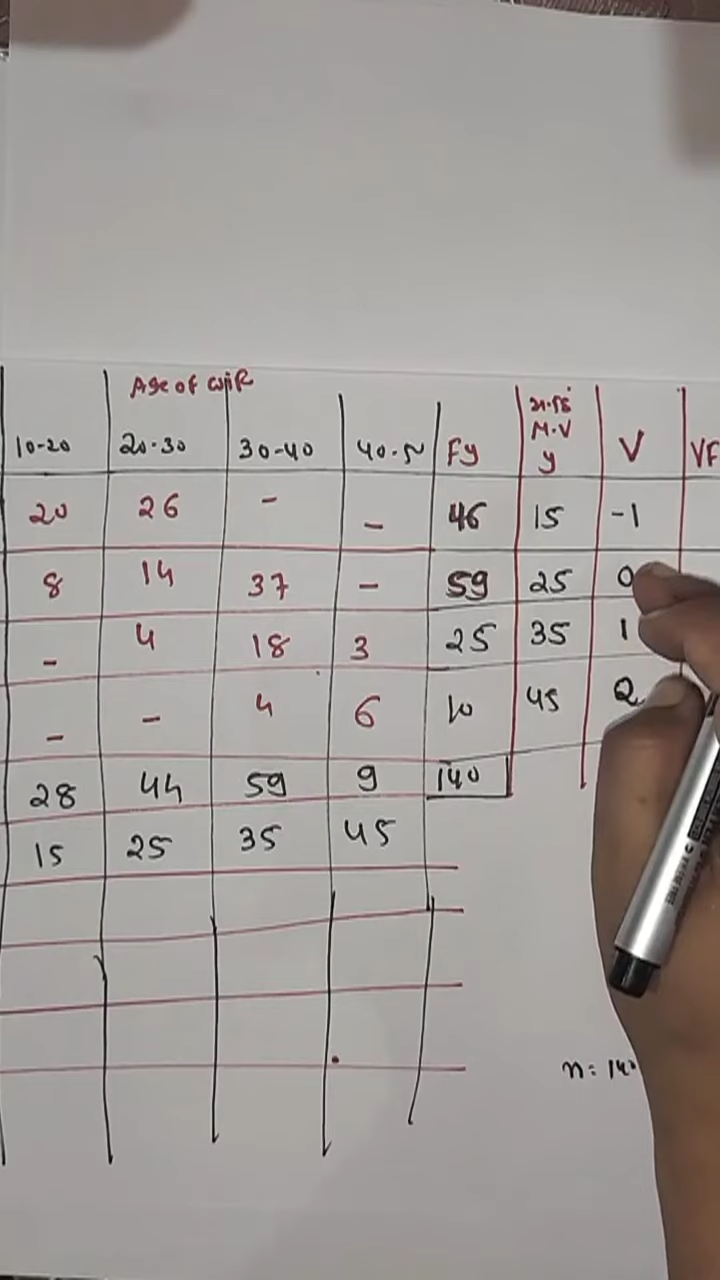 Age of wife
10-20 20-30 30-40 40-50 Fy M.V y V VF
20 26 - - 46 15 -1
8 14 37 - 59 25 0
- 4 18 3 25 35 1
- - 4 6 10 45 2
28 44 59 9 140
15 25 35 45
n = 140